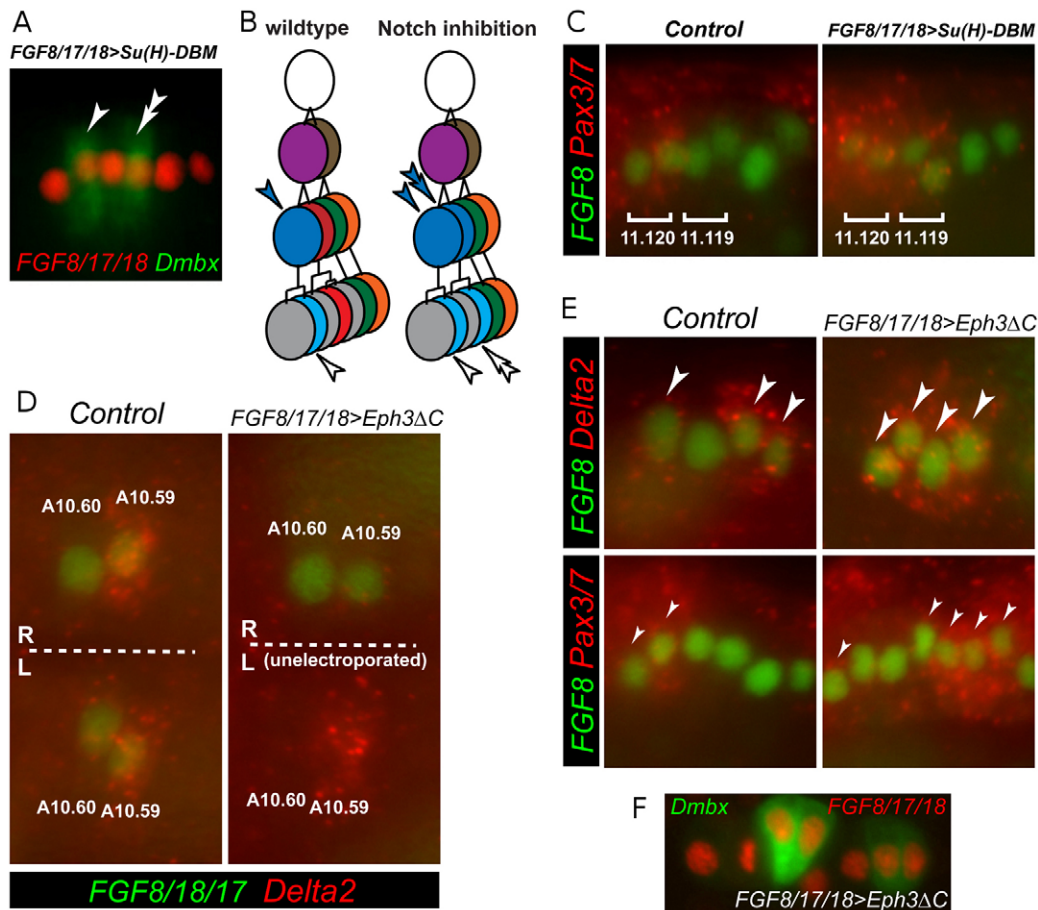 A
FGF8/17/18>Su(H)-DBM
FGF8/17/18 Dmbx
B
wildtype
Notch inhibition
C
Control
FGF8/17/18>Su(H)-DBM
FGF8 Pax3/7
11.120 11.119
11.120 11.119
D
Control
FGF8/17/18>Eph3ΔC
A10.60
A10.59
R
L
A10.60 A10.59
A10.60
A10.59
R
L (unelectroporated)
A10.60 A10.59
FGF8/18/17 Delta2
E
Control
FGF8/17/18>Eph3ΔC
FGF8 Delta2
FGF8 Pax3/7
F
Dmbx
FGF8/17/18
FGF8/17/18>Eph3ΔC